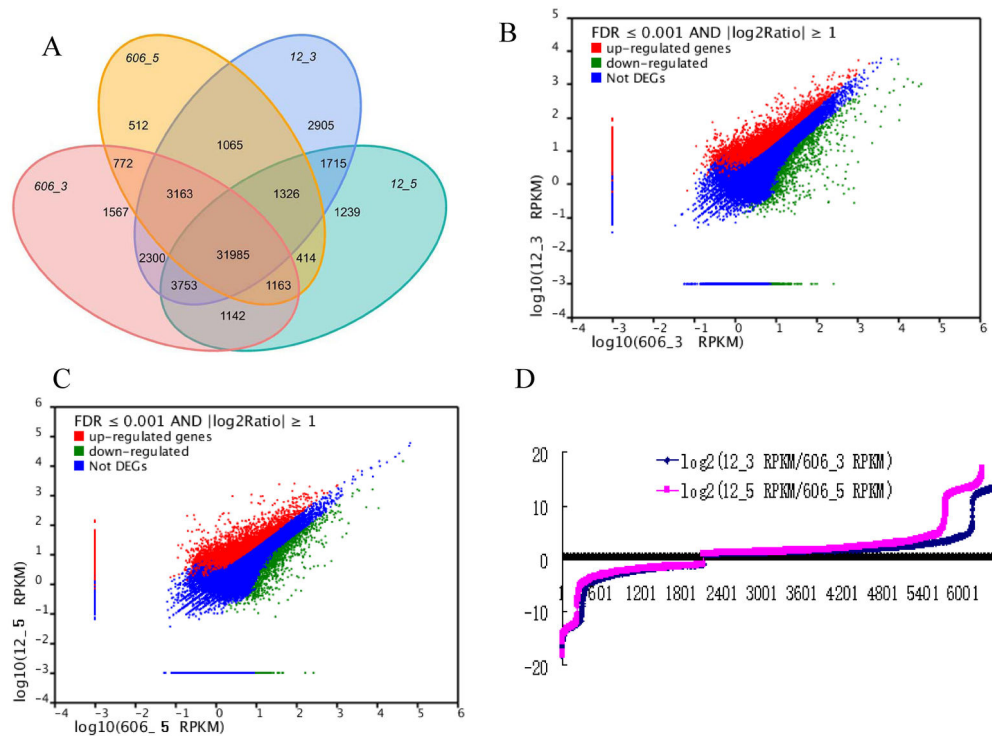 A
606_5
12_3
512
2905
1065
772
1715
606_3
12_5
3163
1326
1567
1239
31985
2300
414
3753
1163
1142
B
FDR ≤ 0.001 AND |log2Ratio| ≥ 1
up-regulated genes
down-regulated
Not DEGs
5
4
3
2
1
0
−1
−2
−3
−4
log10(12_3 RPKM)
−4 −3 −2 −1 0 1 2 3 4 5 6
log10(606_3 RPKM)
C
FDR ≤ 0.001 AND |log2Ratio| ≥ 1
up-regulated genes
down-regulated
Not DEGs
6
5
4
3
2
1
0
−1
−2
−3
−4
log10(12_5 RPKM)
−4 −3 −2 −1 0 1 2 3 4 5 6
log10(606_5 RPKM)
D
log2(12_3 RPKM/606_3 RPKM)
log2(12_5 RPKM/606_5 RPKM)
20
10
0
-10
-20
1 601 1201 1801 2401 3001 3601 4201 4801 5401 6001